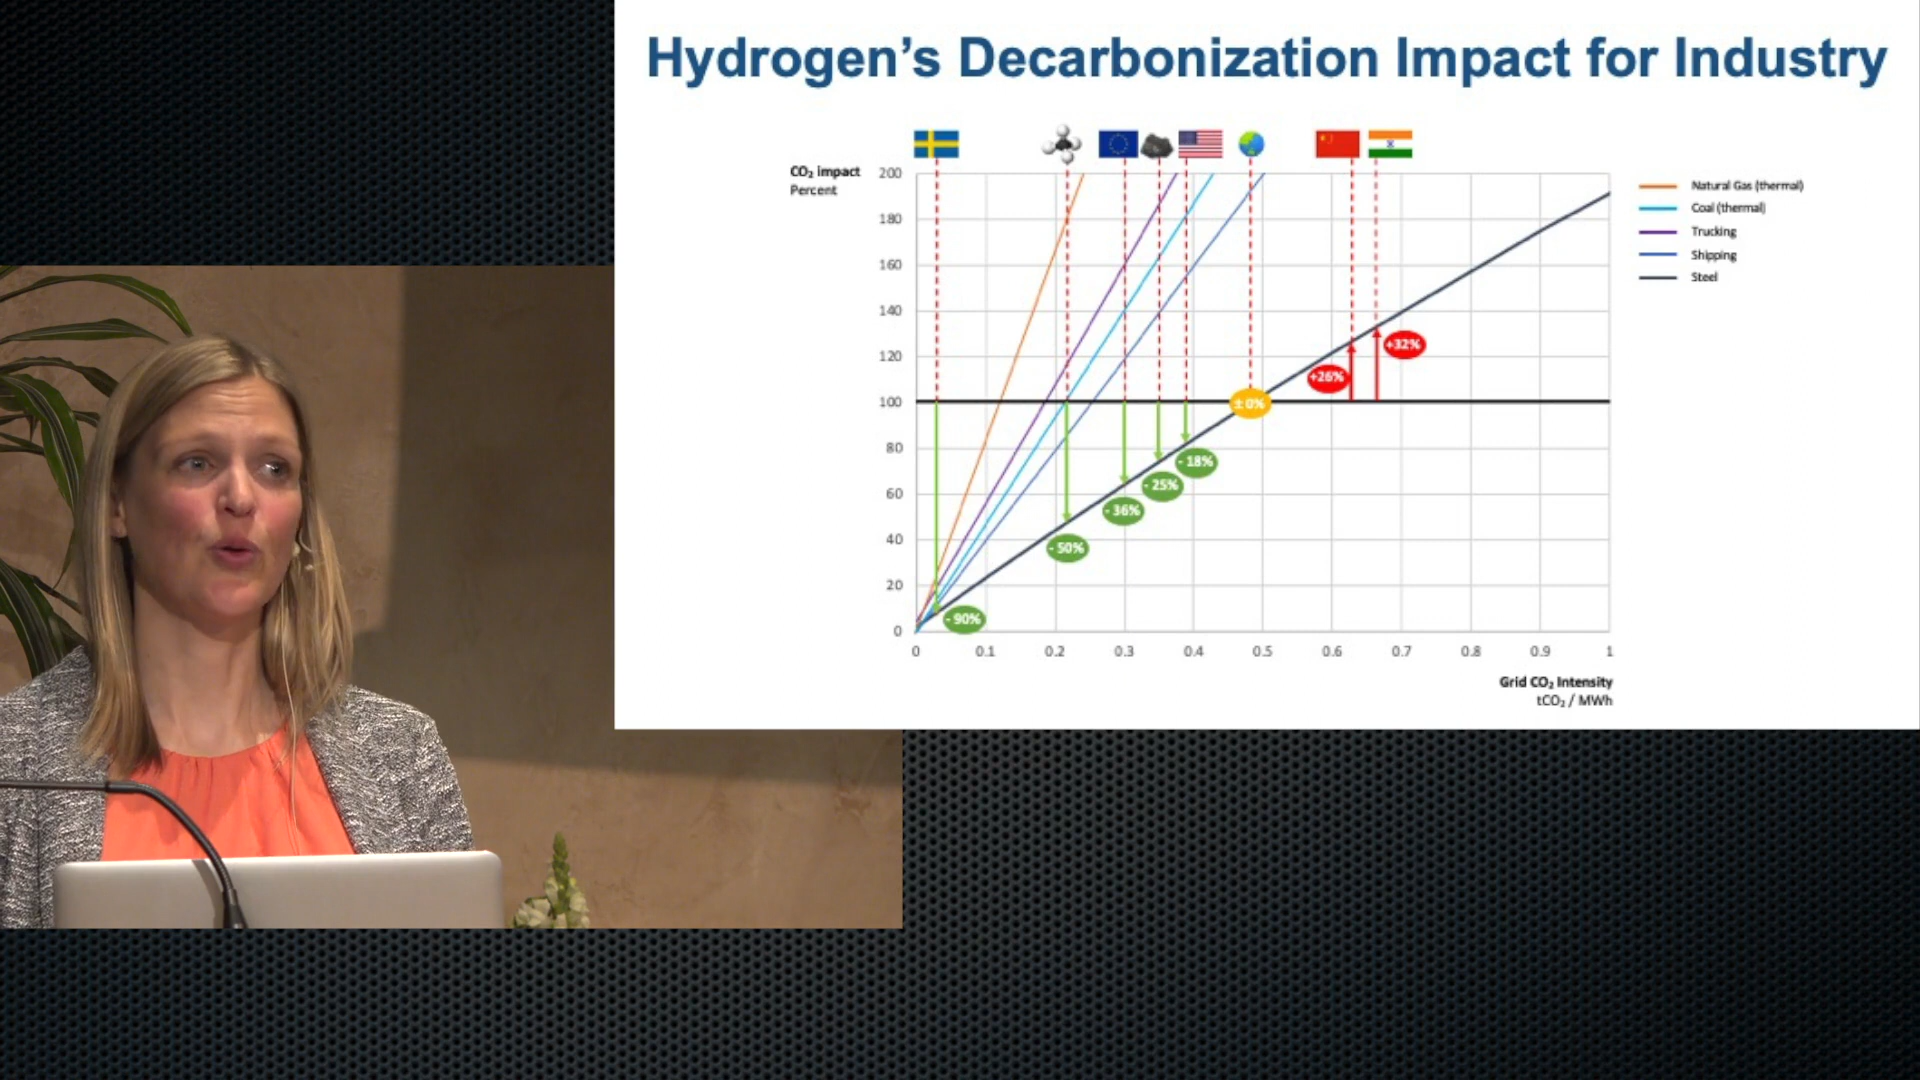 Hydrogen’s Decarbonization Impact for Industry
CO₂ impact
Percent
200
180
160
140
120
100
80
60
40
20
0
0 0.1 0.2 0.3 0.4 0.5 0.6 0.7 0.8 0.9 1
- 90%
- 50%
- 36%
- 25%
- 18%
± 0%
+26%
+32%
Natural Gas (thermal)
Coal (thermal)
Trucking
Shipping
Steel
Grid CO₂ Intensity
tCO₂ / MWh